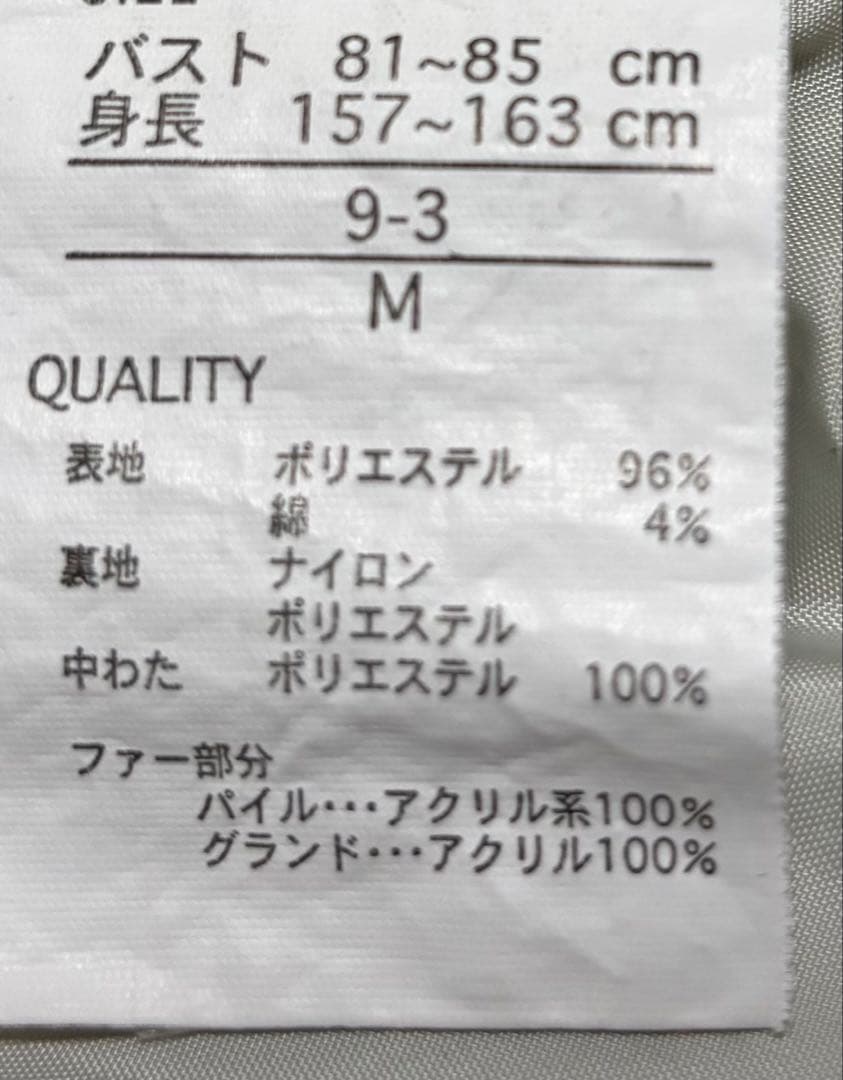 バスト 81~85 cm
身長 157~163 cm
9-3
M
QUALITY
表地 ポリエステル 96%
綿 4%
裏地 ナイロン
ポリエステル
中わた ポリエステル 100%
ファー部分
パイル･･･アクリル系100%
グランド･･･アクリル100%